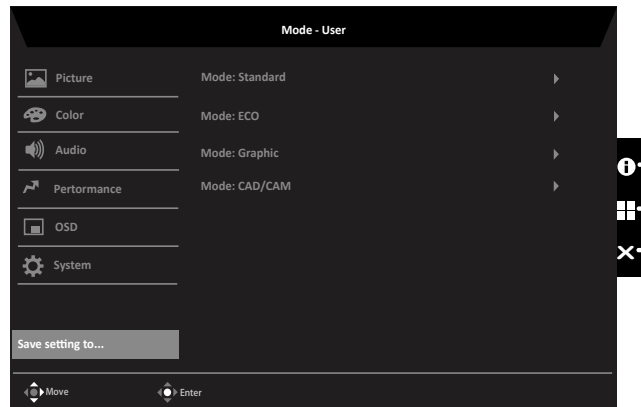 Mode - User
Picture
Mode: Standard
Color
Mode: ECO
Audio
Mode: Graphic
Pertormance
Mode: CAD/CAM
OSD
System
Save setting to...
Move
Enter